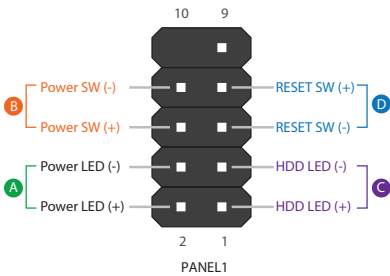 10 9
Power SW (-) RESET SW (+)
B D
Power SW (+) RESET SW (-)
Power LED (-) HDD LED (-)
A C
Power LED (+) HDD LED (+)
2 1
PANEL1